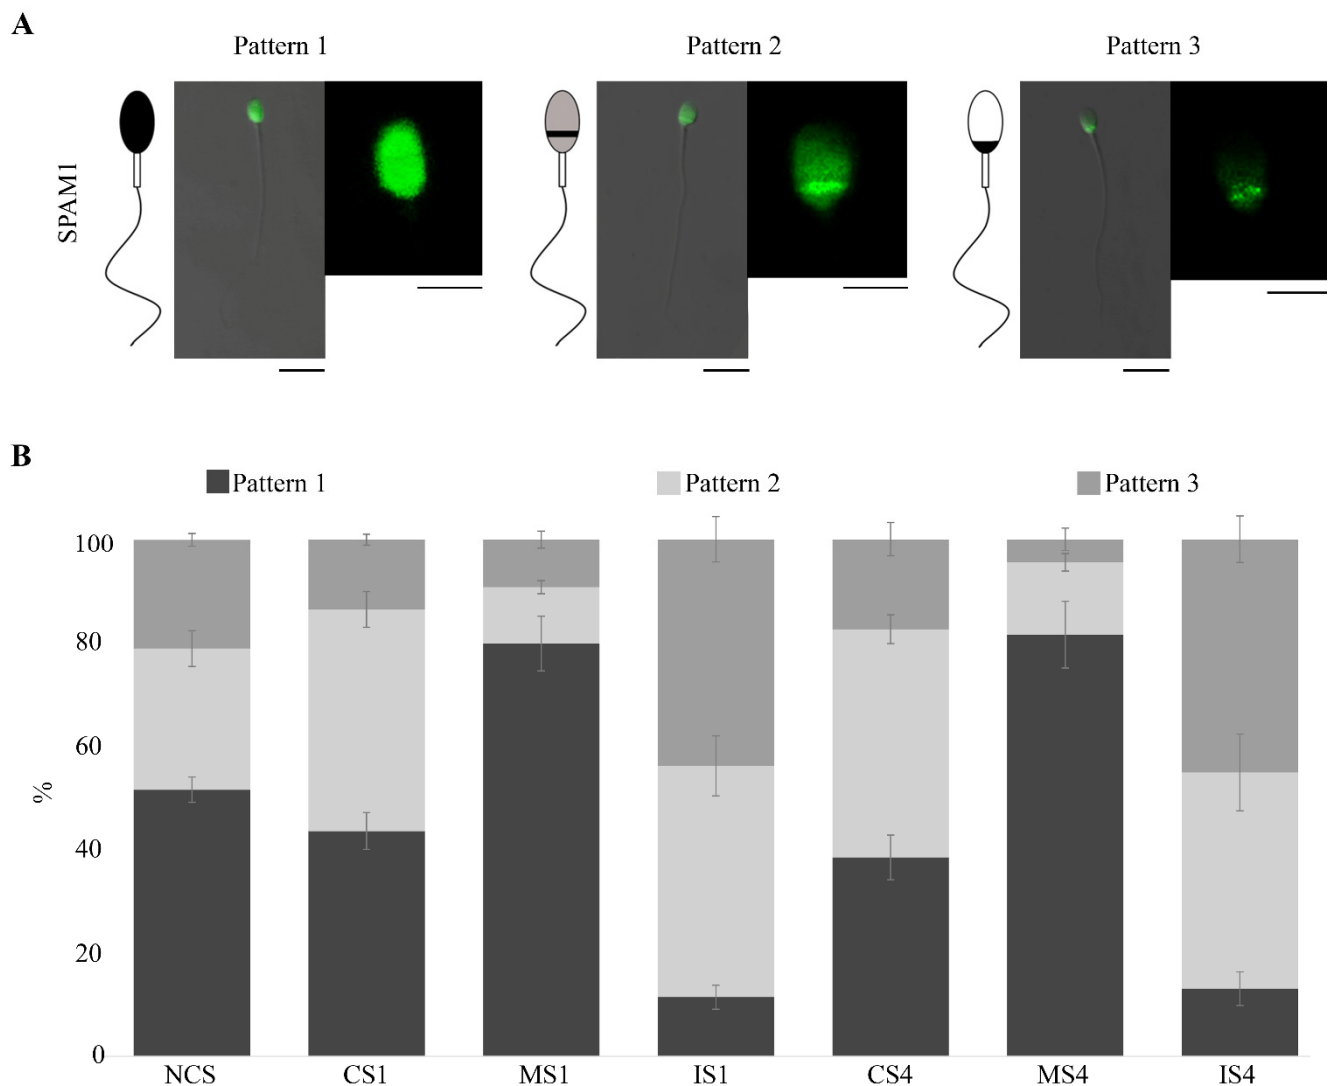 A
Pattern 1
Pattern 2
Pattern 3
SPAM1
B
Pattern 1
Pattern 2
Pattern 3
100
80
60
40
20
0
%
NCS
CS1
MS1
IS1
CS4
MS4
IS4